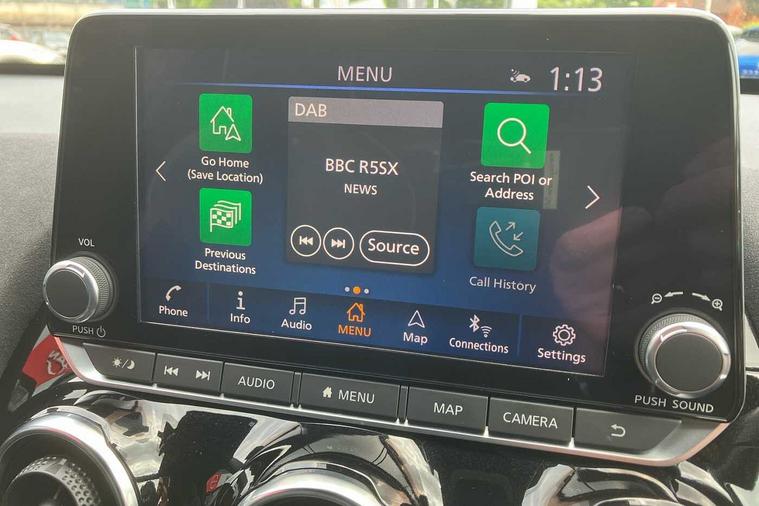 MENU
1:13
DAB
BBC R5SX
NEWS
Source
Go Home
(Save Location)
Previous
Destinations
Search POI or
Address
Call History
Phone
Info
Audio
MENU
Map
Connections
Settings
VOL
PUSH
PUSH SOUND
AUDIO
MENU
MAP
CAMERA